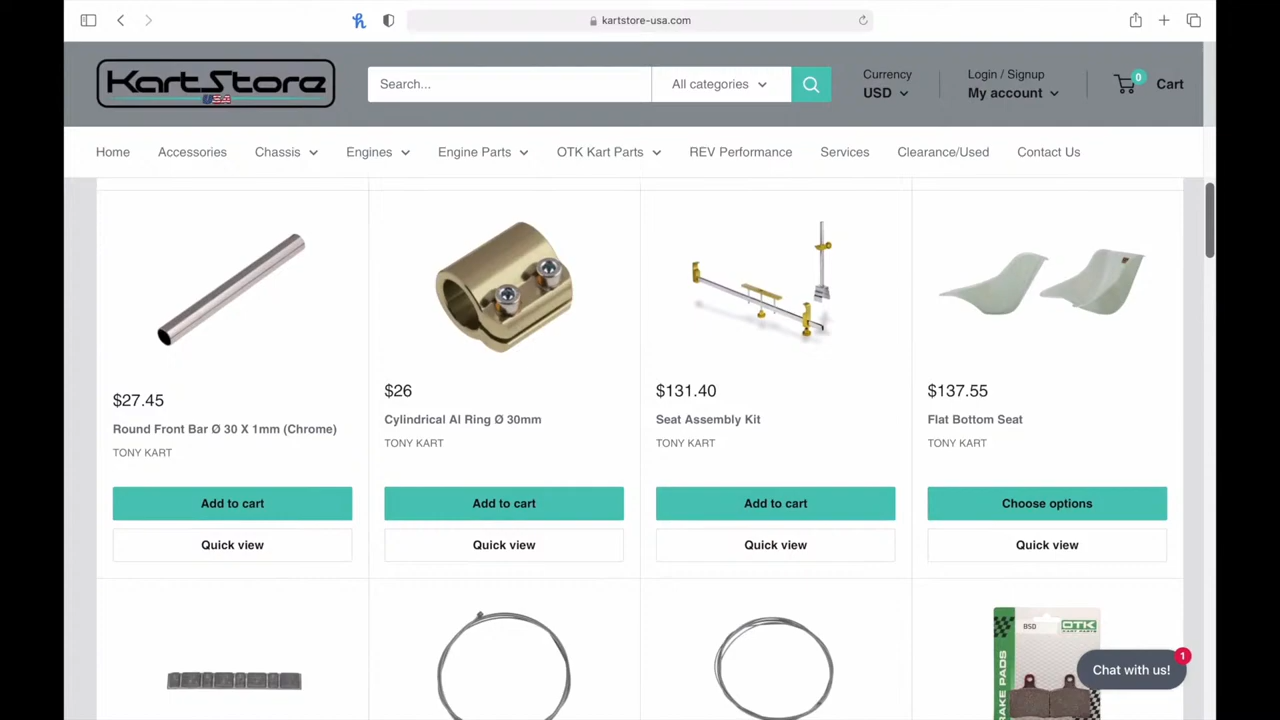 kartstore-usa.com
KartStore
USA
Search...
All categories
Currency
USD
Login / Signup
My account
0
Cart
Home
Accessories
Chassis
Engines
Engine Parts
OTK Kart Parts
REV Performance
Services
Clearance/Used
Contact Us
$27.45
Round Front Bar Ø 30 X 1mm (Chrome)
TONY KART
Add to cart
Quick view
$26
Cylindrical Al Ring Ø 30mm
TONY KART
Add to cart
Quick view
$131.40
Seat Assembly Kit
TONY KART
Add to cart
Quick view
$137.55
Flat Bottom Seat
TONY KART
Choose options
Quick view
BSD
OTK
KART PARTS
BRAKE PADS
Chat with us!
1